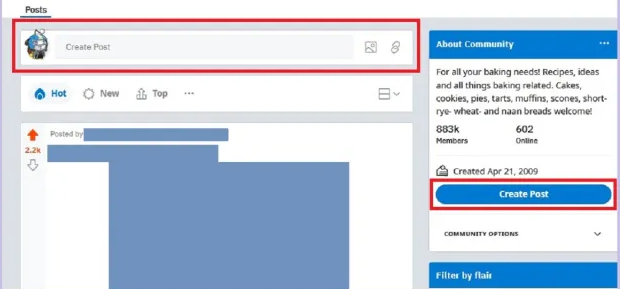 Posts
Create Post
Hot New Top ...
Posted by
2.2k
About Community ...
For all your baking needs! Recipes, ideas
and all things baking related. Cakes,
cookies, pies, tarts, muffins, scones, short-
rye- wheat- and naan breads welcome!
883k 602
Members Online
Created Apr 21, 2009
Create Post
COMMUNITY OPTIONS
Filter by flair